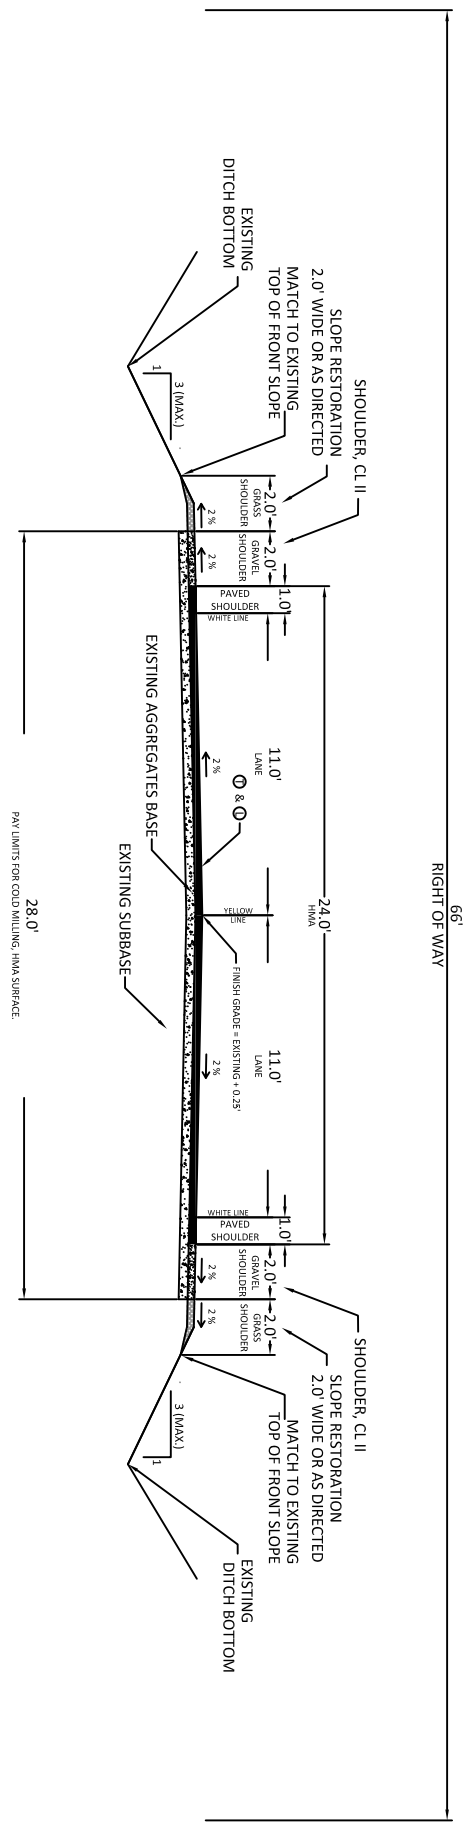 66'
RIGHT OF WAY
24.0'
HMA
SHOULDER, CL II
SLOPE RESTORATION
2.0' WIDE OR AS DIRECTED
MATCH TO EXISTING
TOP OF FRONT SLOPE
EXISTING
DITCH BOTTOM
3 (MAX.)
1
2.0'
GRASS
SHOULDER
2 %
2.0'
GRAVEL
SHOULDER
2 %
1.0'
PAVED
SHOULDER
WHITE LINE
11.0'
LANE
2 %
T & L
YELLOW
LINE
FINISH GRADE = EXISTING + 0.25'
11.0'
LANE
2 %
WHITE LINE
1.0'
PAVED
SHOULDER
2.0'
GRAVEL
SHOULDER
2 %
2.0'
GRASS
SHOULDER
2 %
SHOULDER, CL II
SLOPE RESTORATION
2.0' WIDE OR AS DIRECTED
MATCH TO EXISTING
TOP OF FRONT SLOPE
3 (MAX.)
1
EXISTING
DITCH BOTTOM
EXISTING AGGREGATES BASE
EXISTING SUBBASE
28.0'
PAY LIMITS FOR COLD MILLING, HMA SURFACE.